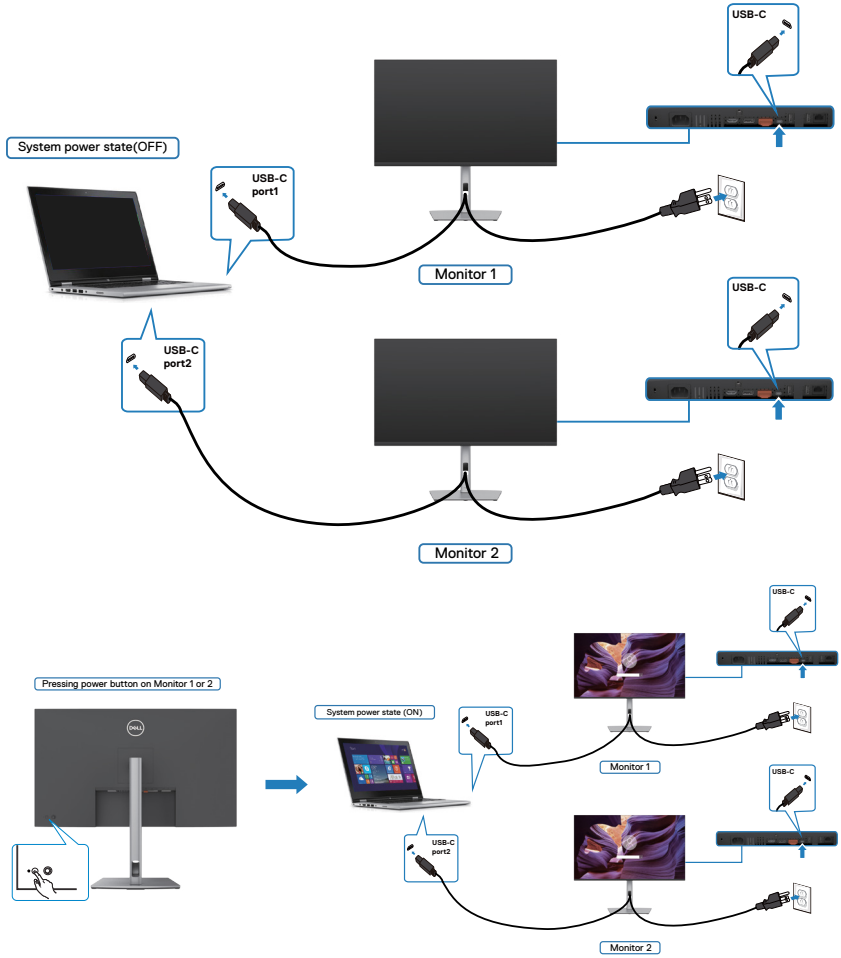 USB-C
System power state(OFF)
USB-C
port1
Monitor 1
USB-C
USB-C
port2
Monitor 2
USB-C
Pressing power button on Monitor 1 or 2
DELL
System power state (ON)
USB-C
port1
Monitor 1
USB-C
USB-C
port2
Monitor 2